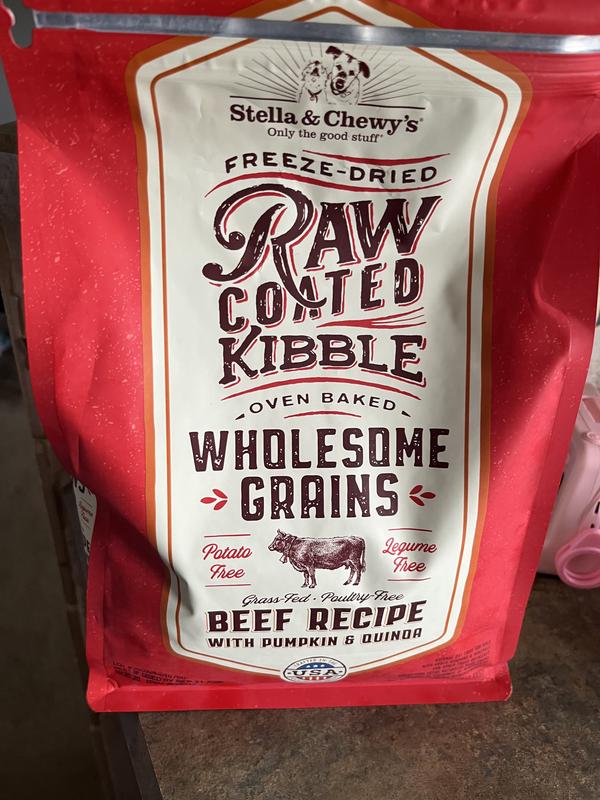 Stella & Chewy's®
Only the good stuff®
FREEZE-DRIED
RAW
COATED
KIBBLE
OVEN BAKED
WHOLESOME
GRAINS
Potato Free
Legume Free
Grass-Fed · Poultry-Free
BEEF RECIPE
WITH PUMPKIN & QUINOA
USA